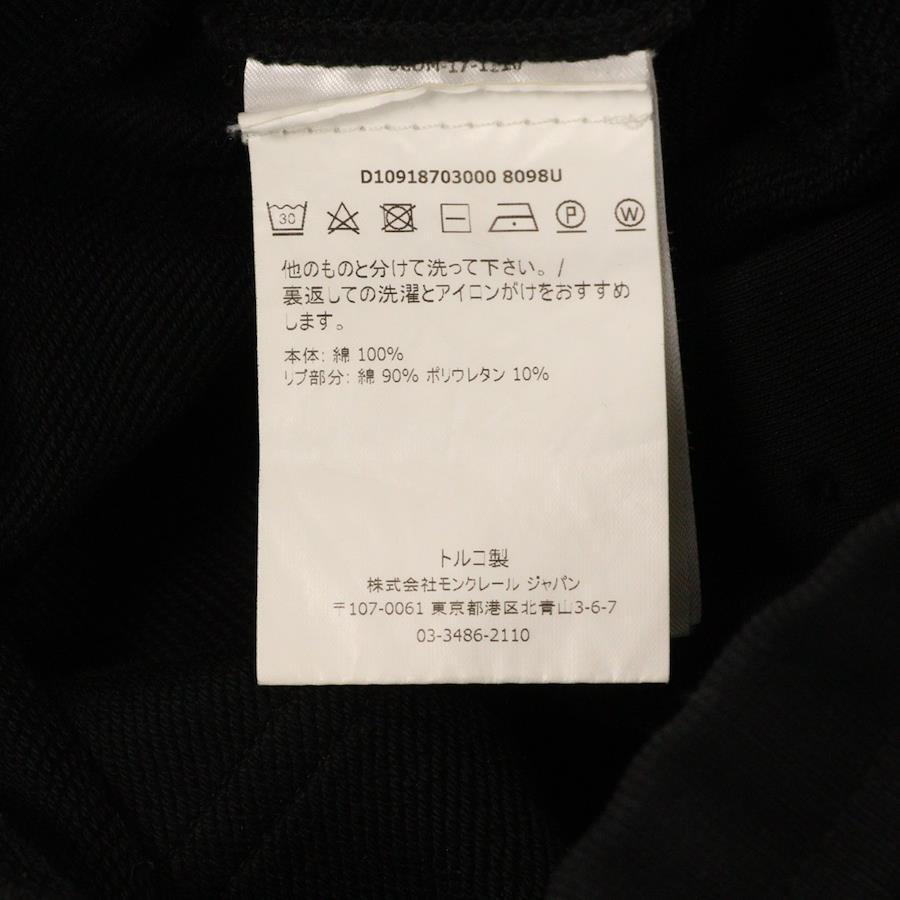 D10918703000 8098U
30
P
W
他のものと分けて洗って下さい。/
裏返しての洗濯とアイロンがけをおすすめ
します。
本体: 綿 100%
リブ部分: 綿 90% ポリウレタン 10%
トルコ製
株式会社モンクレール ジャパン
〒107-0061 東京都港区北青山3-6-7
03-3486-2110